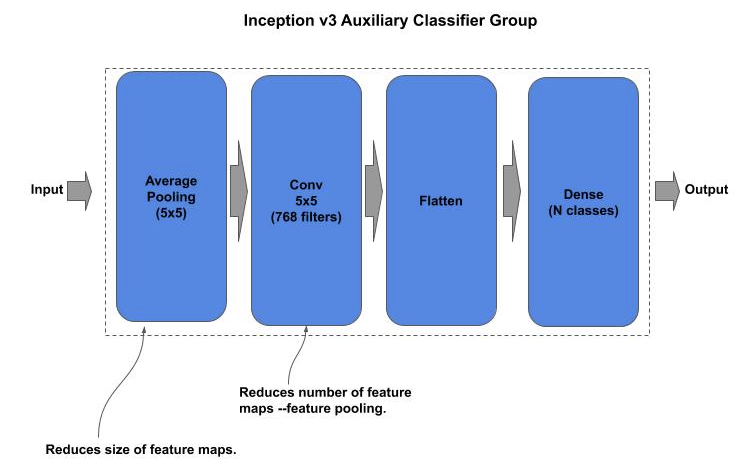 Inception v3 Auxiliary Classifier Group
Input
Average
Pooling
(5x5)
Conv
5x5
(768 filters)
Flatten
Dense
(N classes)
Output
Reduces number of feature
maps --feature pooling.
Reduces size of feature maps.